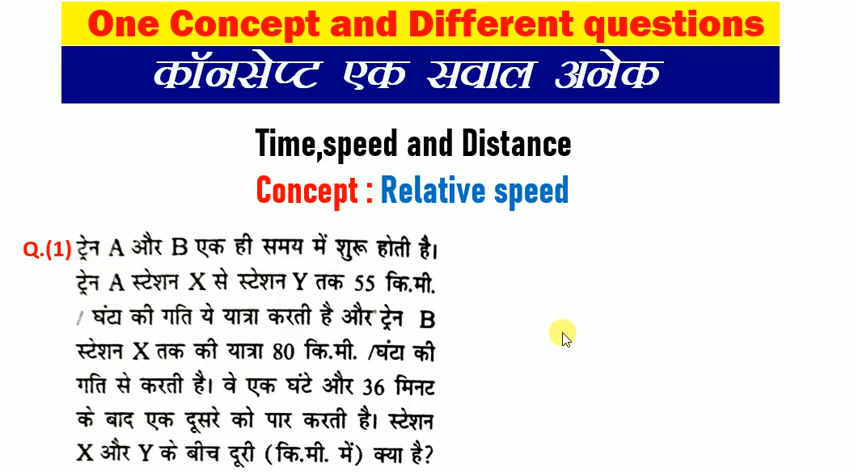 One Concept and Different questions
कॉनसेप्ट एक सवाल अनेक
Time,speed and Distance
Concept : Relative speed
Q.(1) ट्रेन A और B एक ही समय में शुरू होती है।
ट्रेन A स्टेशन X से स्टेशन Y तक 55 कि.मी.
/ घंटा की गति ये यात्रा करती है और ट्रेन B
स्टेशन X तक की यात्रा 80 कि.मी. /घंटा की
गति से करती है। वे एक घंटे और 36 मिनट
के बाद एक दूसरे को पार करती है। स्टेशन
X और Y के बीच दूरी (कि.मी. में) क्या है?